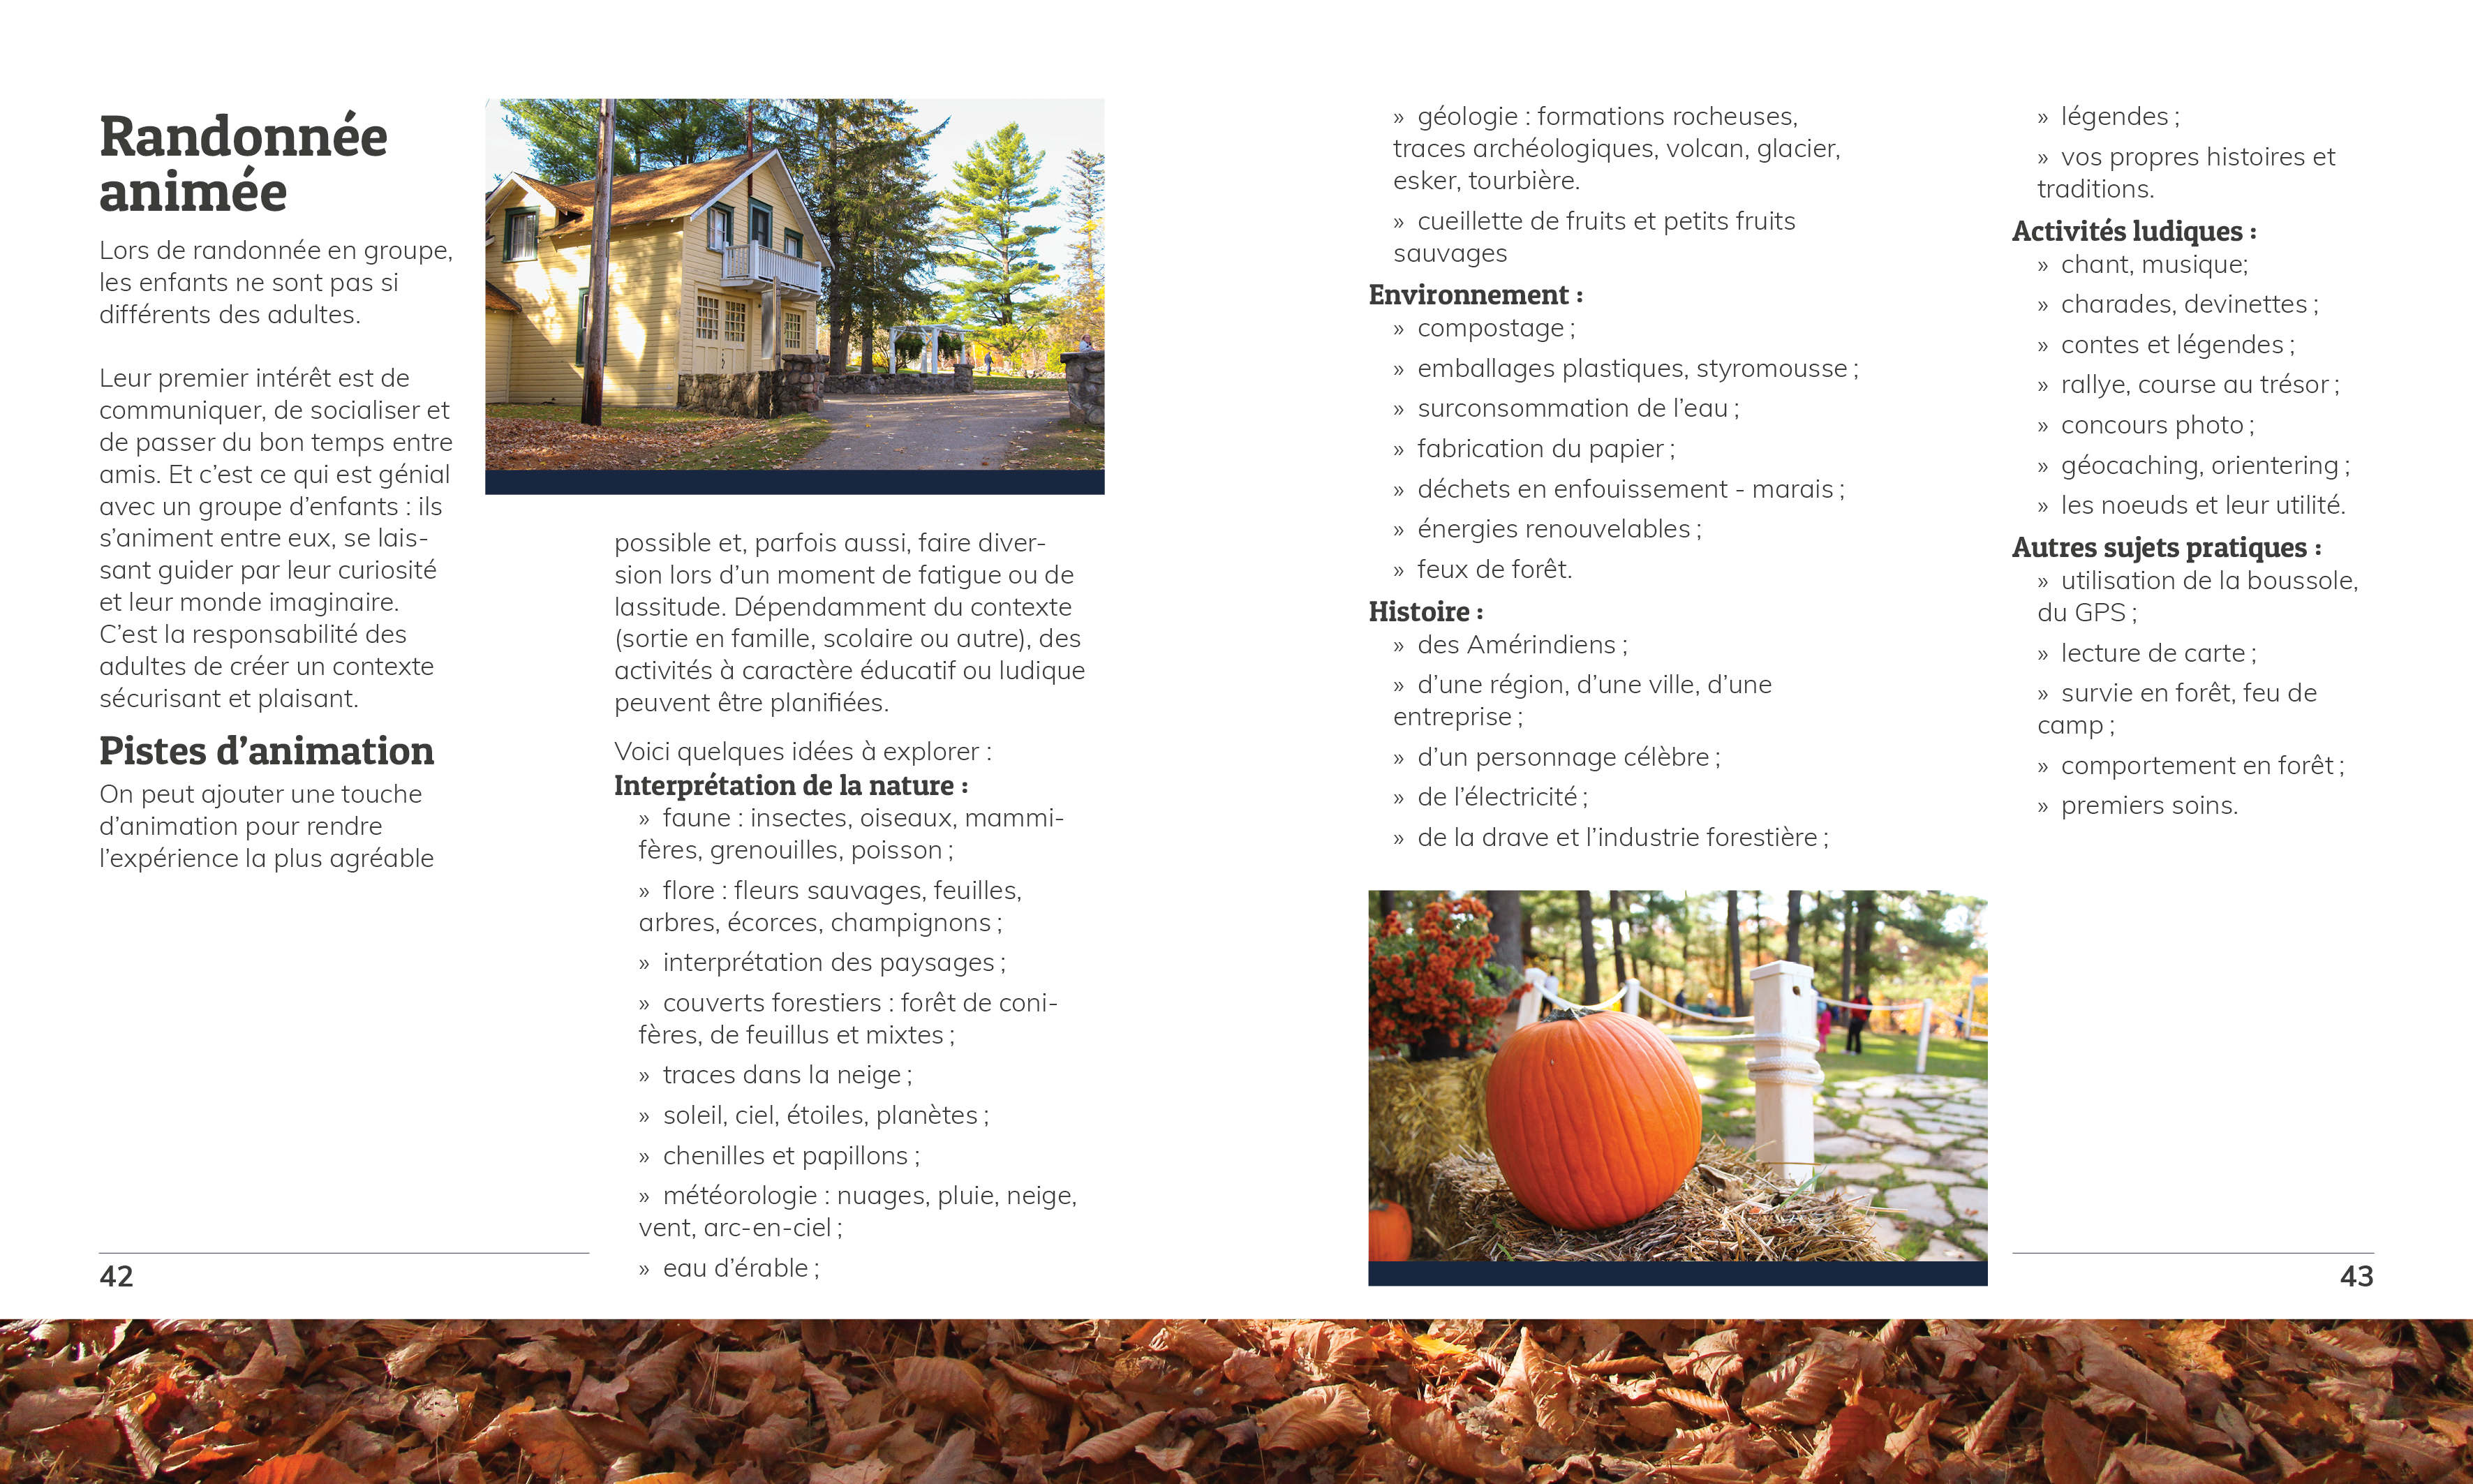 Randonnée
animée
Lors de randonnée en groupe,
les enfants ne sont pas si
différents des adultes.
Leur premier intérêt est de
communiquer, de socialiser et
de passer du bon temps entre
amis. Et c’est ce qui est génial
avec un groupe d’enfants : ils
s’animent entre eux, se lais-
sant guider par leur curiosité
et leur monde imaginaire.
C’est la responsabilité des
adultes de créer un contexte
sécurisant et plaisant.
Pistes d’animation
On peut ajouter une touche
d’animation pour rendre
l’expérience la plus agréable
possible et, parfois aussi, faire diver-
sion lors d’un moment de fatigue ou de
lassitude. Dépendamment du contexte
(sortie en famille, scolaire ou autre), des
activités à caractère éducatif ou ludique
peuvent être planifiées.
Voici quelques idées à explorer :
Interprétation de la nature :
» faune : insectes, oiseaux, mammi-
fères, grenouilles, poisson ;
» flore : fleurs sauvages, feuilles,
arbres, écorces, champignons ;
» interprétation des paysages ;
» couverts forestiers : forêt de coni-
fères, de feuillus et mixtes ;
» traces dans la neige ;
» soleil, ciel, étoiles, planètes ;
» chenilles et papillons ;
» météorologie : nuages, pluie, neige,
vent, arc-en-ciel ;
» eau d’érable ;
42
» géologie : formations rocheuses,
traces archéologiques, volcan, glacier,
esker, tourbière.
» cueillette de fruits et petits fruits
sauvages
Environnement :
» compostage ;
» emballages plastiques, styromousse ;
» surconsommation de l’eau ;
» fabrication du papier ;
» déchets en enfouissement - marais ;
» énergies renouvelables ;
» feux de forêt.
Histoire :
» des Amérindiens ;
» d’une région, d’une ville, d’une
entreprise ;
» d’un personnage célèbre ;
» de l’électricité ;
» de la drave et l’industrie forestière ;
» légendes ;
» vos propres histoires et
traditions.
Activités ludiques :
» chant, musique;
» charades, devinettes ;
» contes et légendes ;
» rallye, course au trésor ;
» concours photo ;
» géocaching, orientering ;
» les noeuds et leur utilité.
Autres sujets pratiques :
» utilisation de la boussole,
du GPS ;
» lecture de carte ;
» survie en forêt, feu de
camp ;
» comportement en forêt ;
» premiers soins.
43